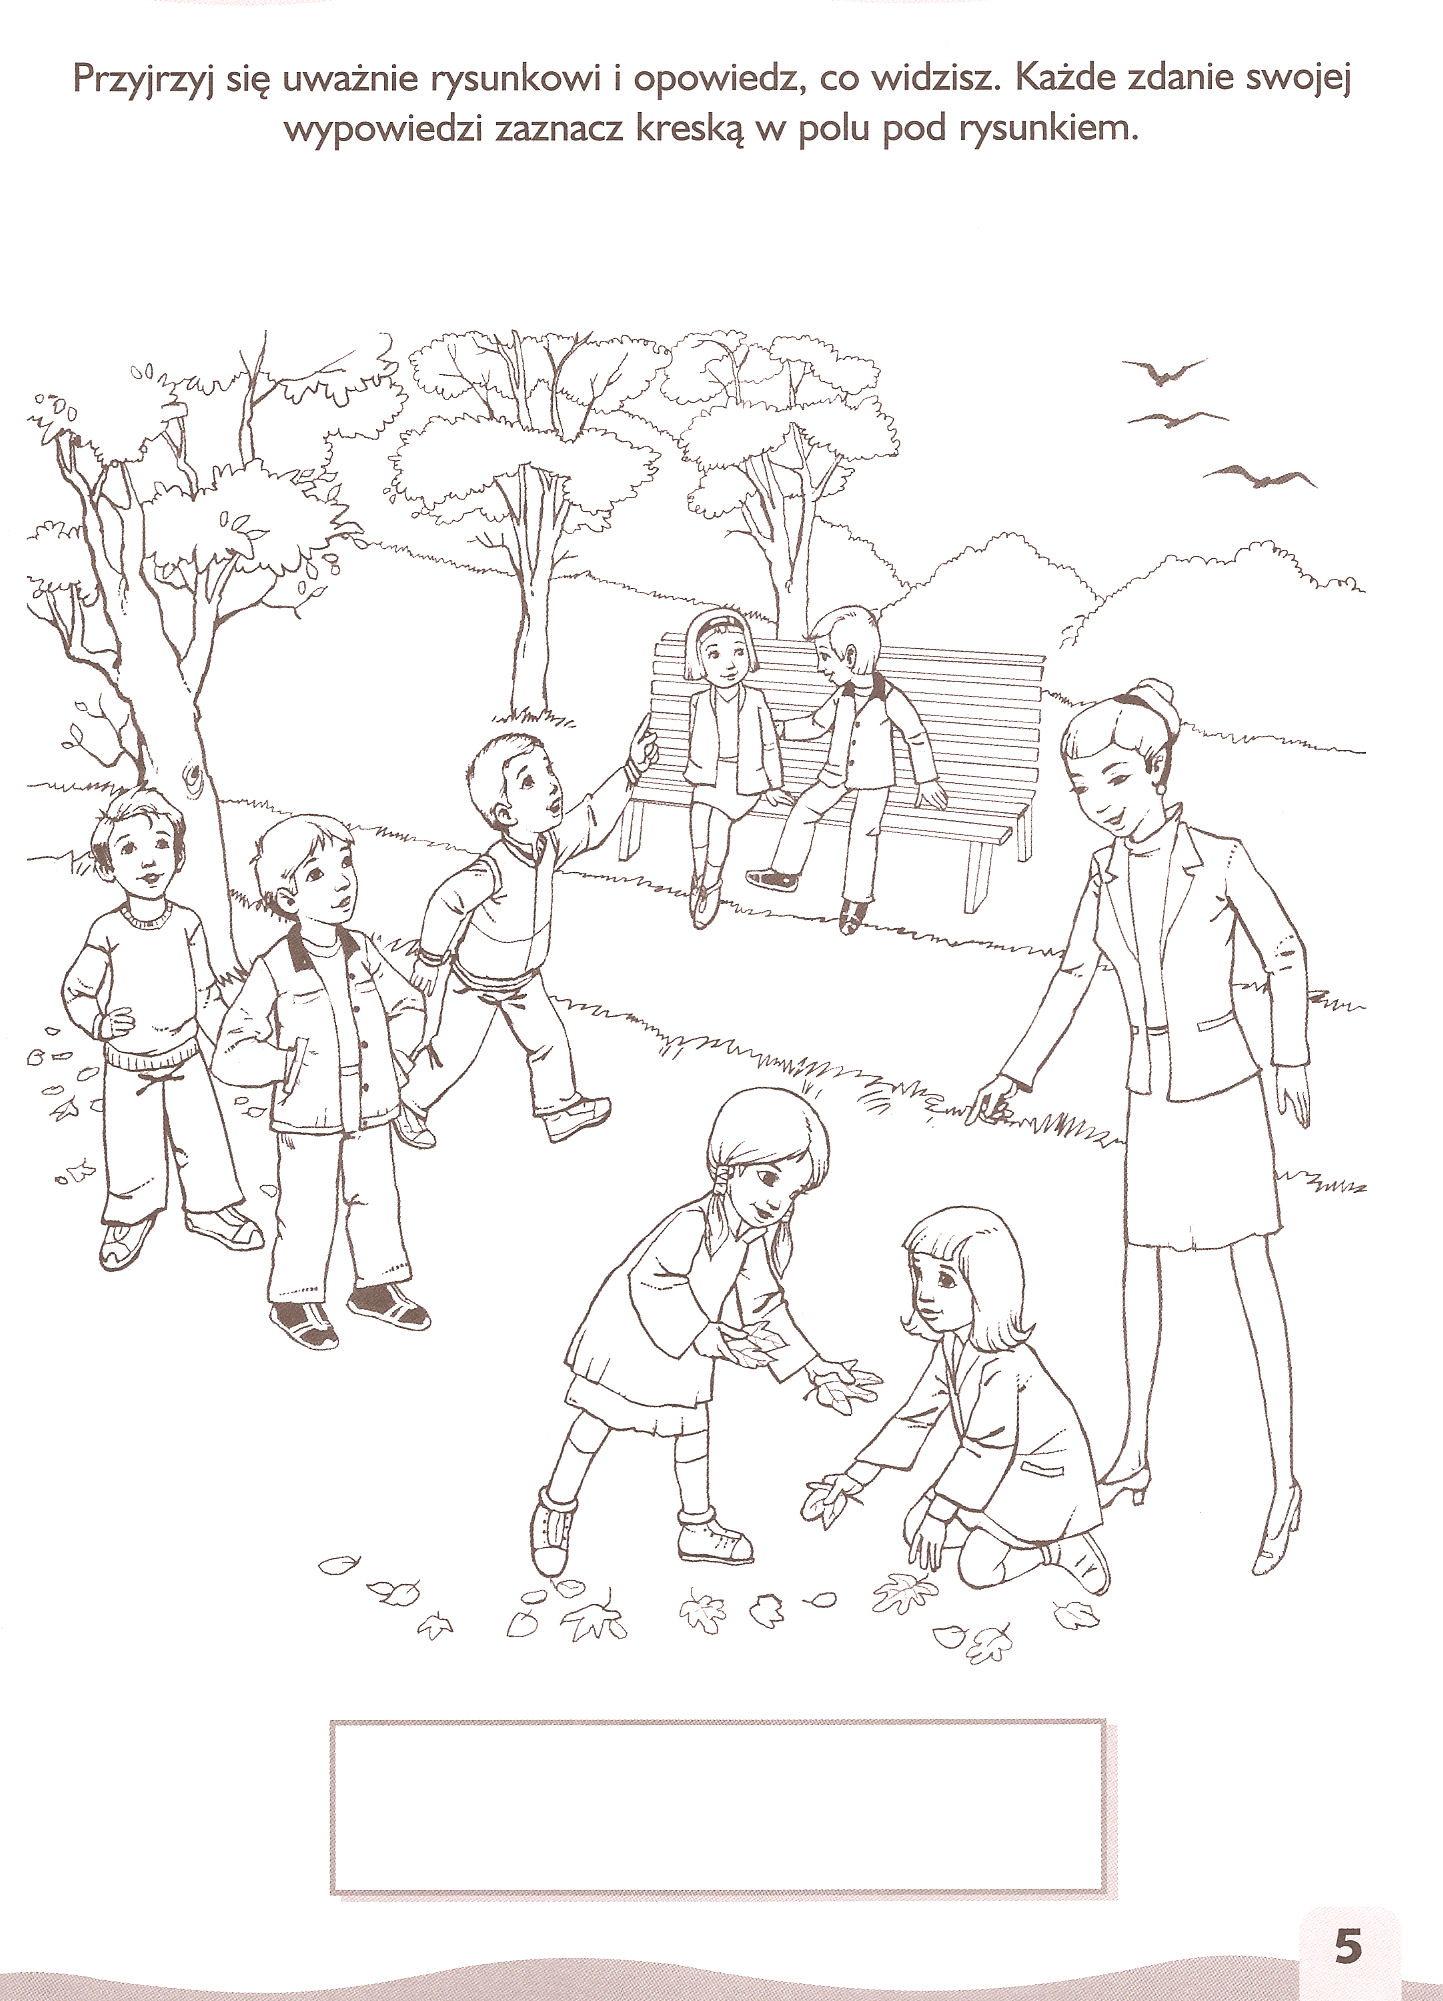 Przyjrzyj się uważnie rysunkowi i opowiedz, co widzisz. Każde zdanie swojej
wypowiedzi zaznacz kreską w polu pod rysunkiem.
5